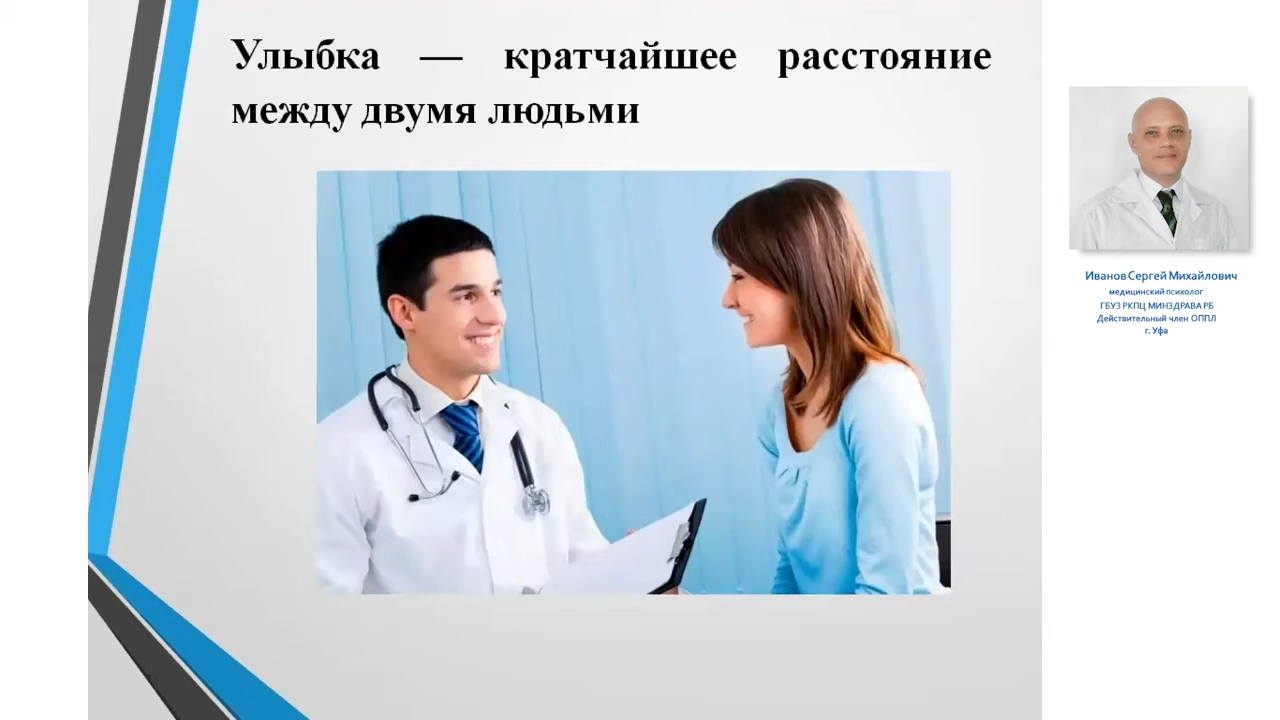 Улыбка — кратчайшее расстояние
между двумя людьми
Иванов Сергей Михайлович
медицинский психолог
ГБУЗ РКПЦ МИНЗДРАВА РБ
Действительный член ОППЛ
г. Уфа